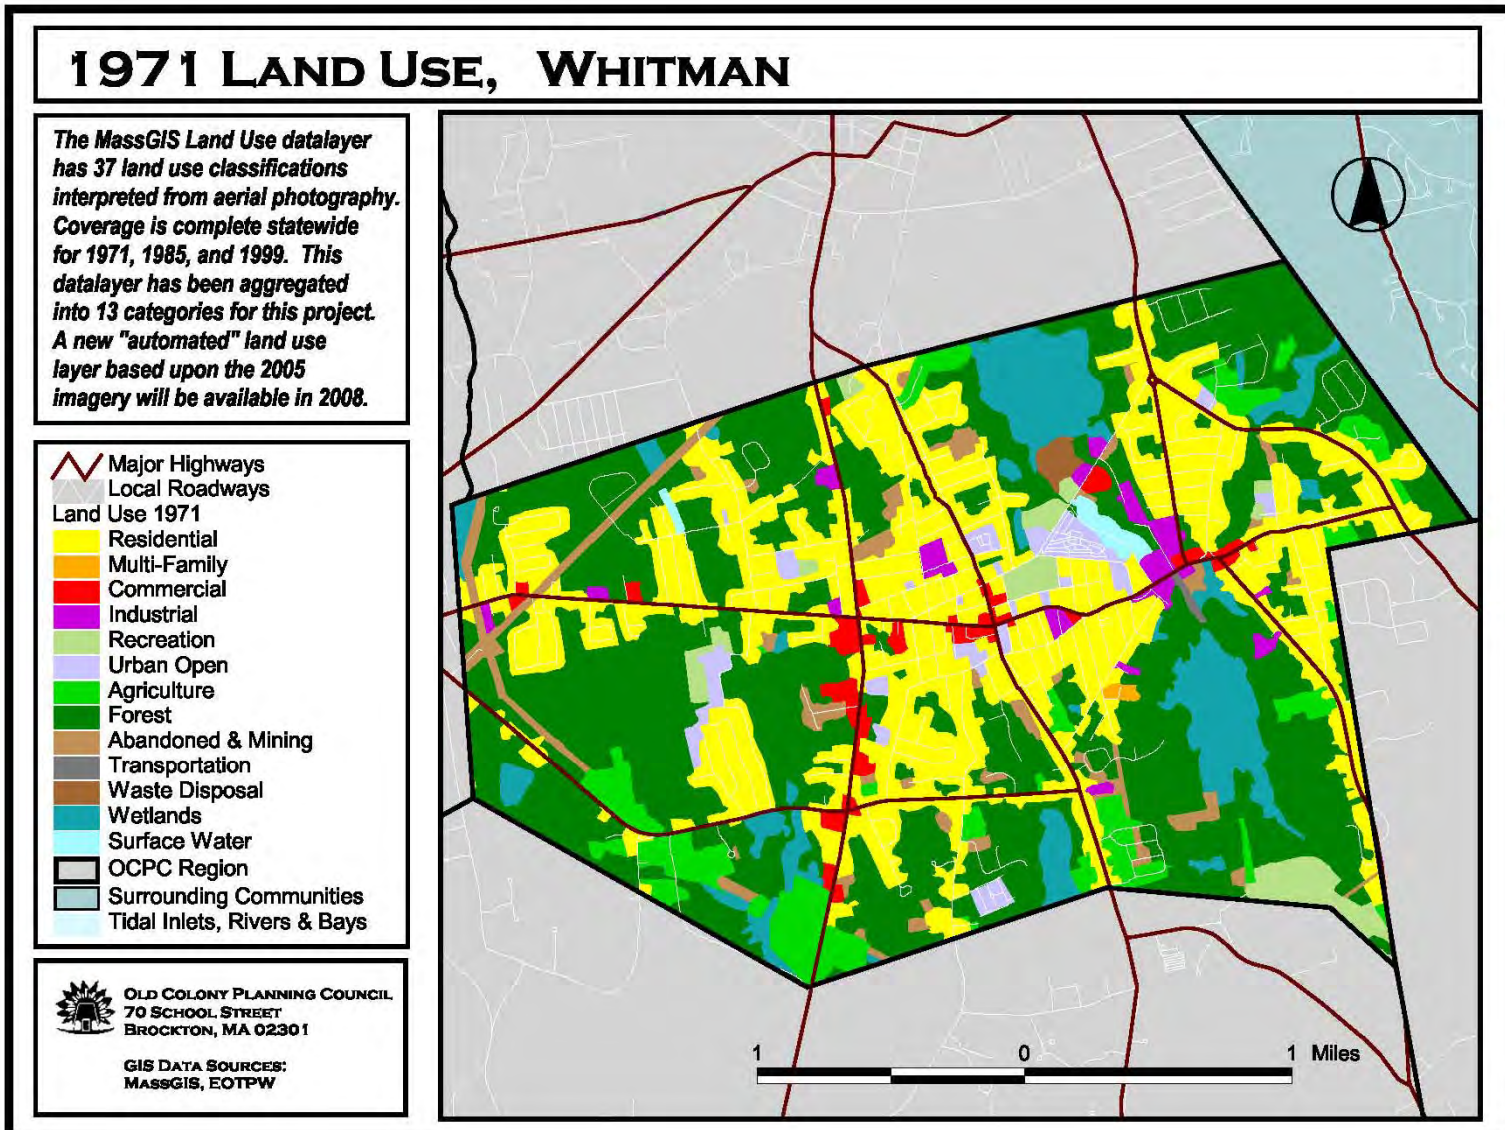 1971 LAND USE, WHITMAN
The MassGIS Land Use datalayer
has 37 land use classifications
interpreted from aerial photography.
Coverage is complete statewide
for 1971, 1985, and 1999. This
datalayer has been aggregated
into 13 categories for this project.
A new "automated" land use
layer based upon the 2005
imagery will be available in 2008.
Major Highways
Local Roadways
Land Use 1971
Residential
Multi-Family
Commercial
Industrial
Recreation
Urban Open
Agriculture
Forest
Abandoned & Mining
Transportation
Waste Disposal
Wetlands
Surface Water
OCPC Region
Surrounding Communities
Tidal Inlets, Rivers & Bays
OLD COLONY PLANNING COUNCIL
70 SCHOOL STREET
BROCKTON, MA 02301
GIS DATA SOURCES:
MASSGIS, EOTPW
1 0 1 Miles